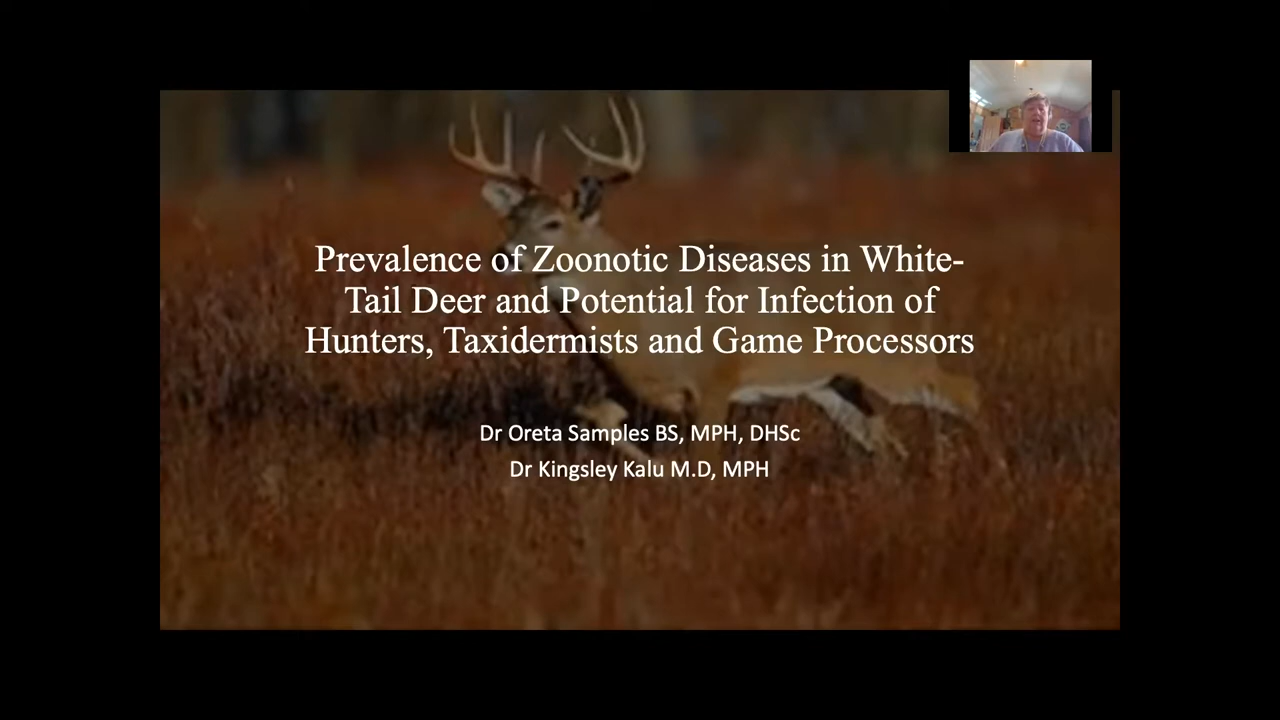 Prevalence of Zoonotic Diseases in White-
Tail Deer and Potential for Infection of
Hunters, Taxidermists and Game Processors
Dr Oreta Samples BS, MPH, DHSc
Dr Kingsley Kalu M.D, MPH